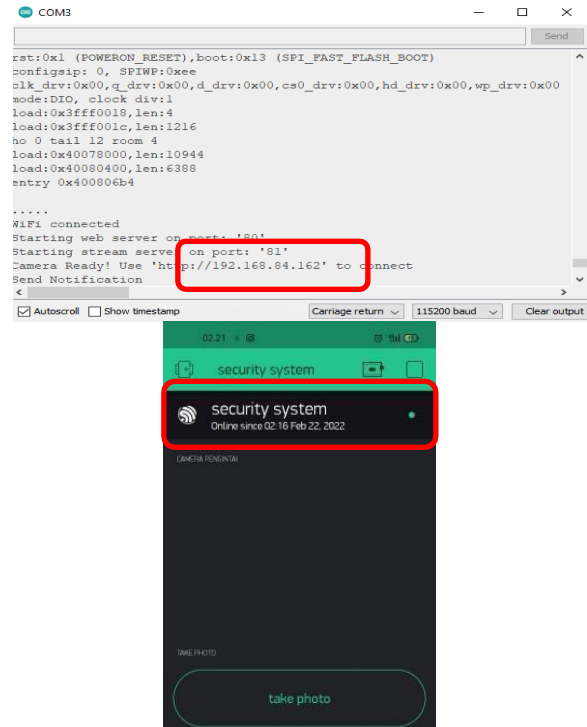 COM3
Send
rst:0x1 (POWERON_RESET),boot:0x13 (SPI_FAST_FLASH_BOOT)
configsip: 0, SPIWP:0xee
clk_drv:0x00,q_drv:0x00,d_drv:0x00,cs0_drv:0x00,hd_drv:0x00,wp_drv:0x00
mode:DIO, clock div:1
load:0x3fff0018,len:4
load:0x3fff001c,len:1216
ho 0 tail 12 room 4
load:0x40078000,len:10944
load:0x40080400,len:6388
entry 0x400806b4
.....
WiFi connected
Starting web server on port: '80'
Starting stream server on port: '81'
Camera Ready! Use 'http://192.168.84.162' to connect
Send Notification
Autoscroll Show timestamp Carriage return 115200 baud Clear output
02.21
security system
security system
Online since 02:16 Feb 22, 2022
CAMERA PENGINTAI
TAKE PHOTO
take photo